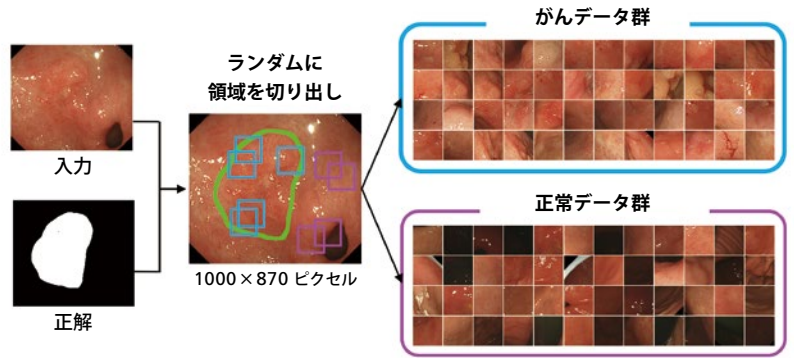 入力
正解
ランダムに
領域を切り出し
1000×870 ピクセル
がんデータ群
正常データ群